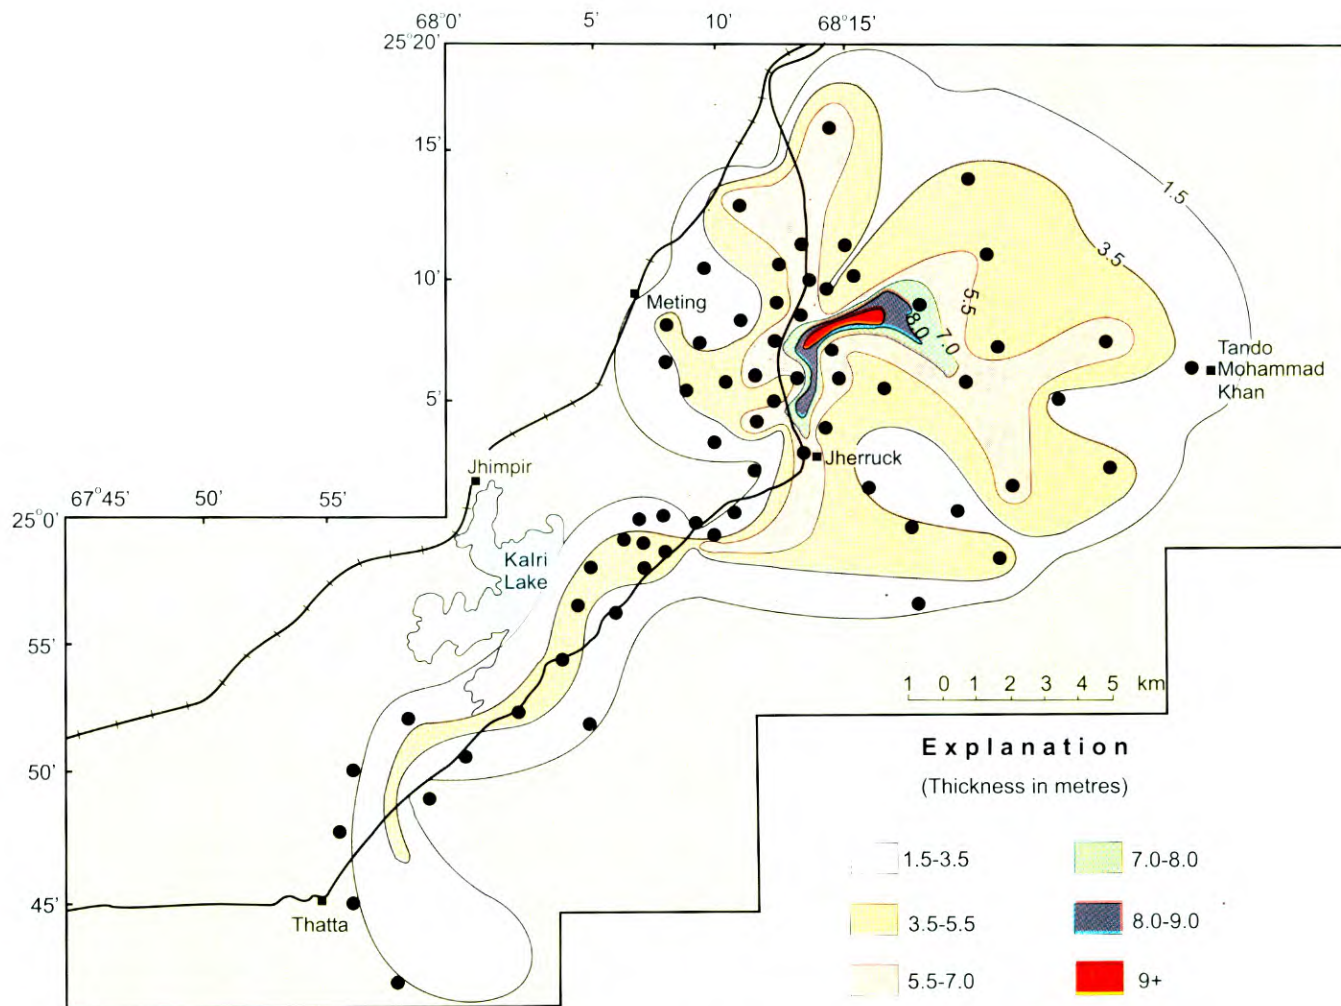 68°0' 5' 10' 68°15'
25°20'
15'
1.5
3.5
10'
5.5
Meting
8.0
7.0
Tando
Mohammad
Khan
5'
Jherruck
Jhimpir
67°45' 50' 55'
25°0'
Kalri
Lake
55'
1 0 1 2 3 4 5 km
Explanation
(Thickness in metres)
50'
1.5-3.5
7.0-8.0
45'
Thatta
3.5-5.5
8.0-9.0
5.5-7.0
9+